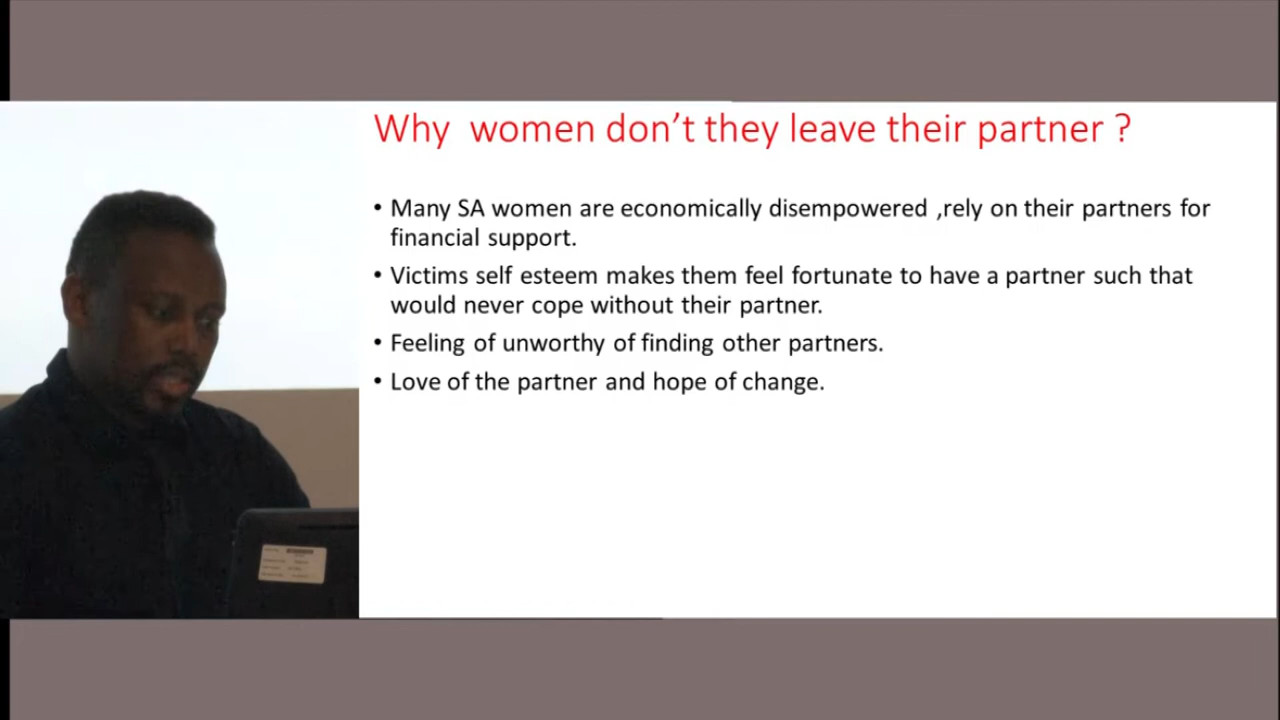 Why women don't they leave their partner ?
• Many SA women are economically disempowered ,rely on their partners for
financial support.
• Victims self esteem makes them feel fortunate to have a partner such that
would never cope without their partner.
• Feeling of unworthy of finding other partners.
• Love of the partner and hope of change.